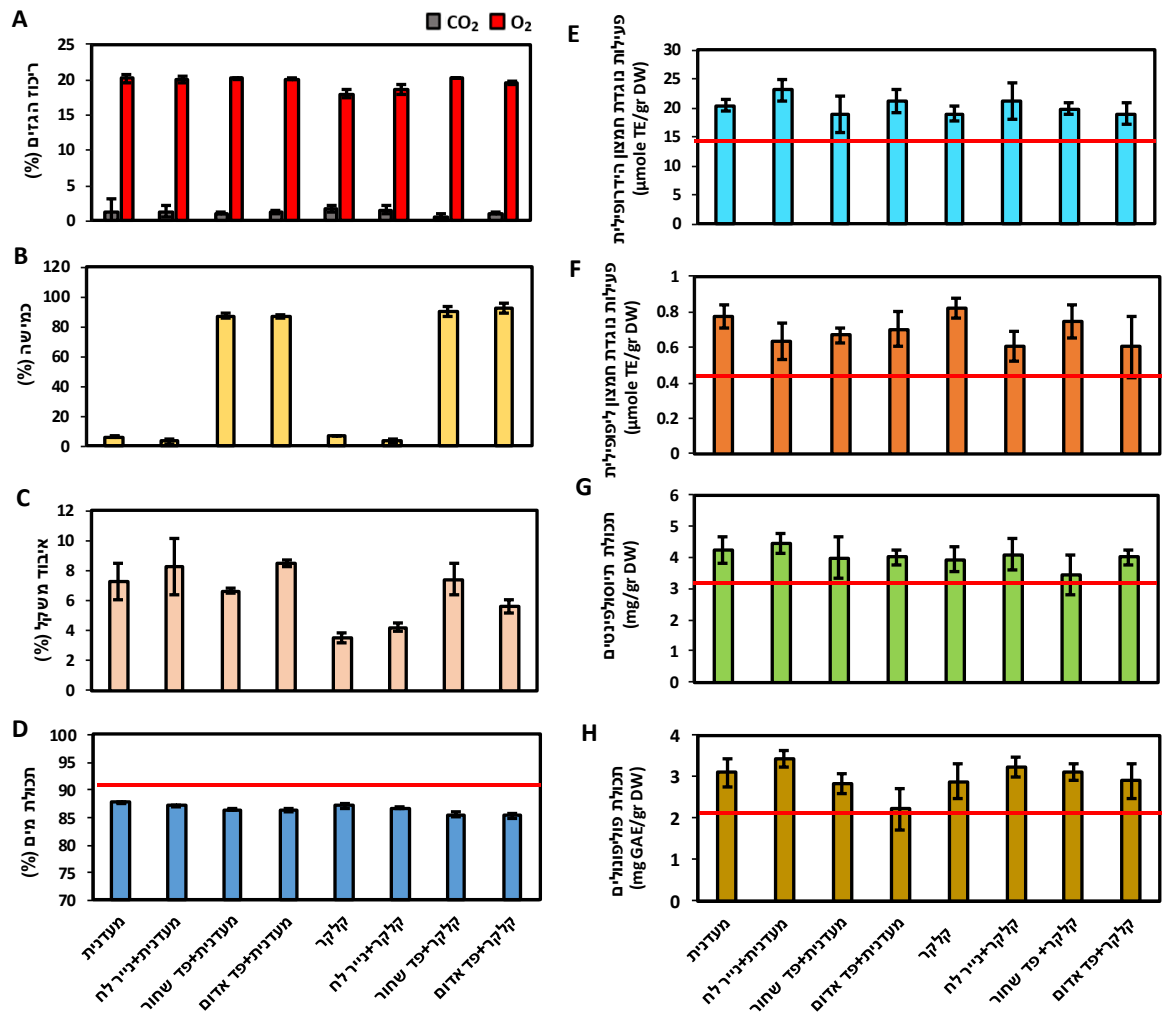 A
CO₂ O₂
ריכוז הגזים (%)
25
20
15
10
5
0
B
כמישה (%)
120
100
80
60
40
20
0
C
איבוד משקל (%)
12
10
8
6
4
2
0
D
תכולת מים (%)
100
95
90
85
80
75
70
מעדנית
מעדנית+נייר לח
מעדנית+פד שחור
מעדנית+פד אדום
קלקר
קלקר+נייר לח
קלקר+פד שחור
קלקר+פד אדום
E
פעילות נוגדת חמצון הידרופילית
(µmole TE/gr DW)
30
25
20
15
10
5
0
F
פעילות נוגדת חמצון ליפופילית
(µmole TE/gr DW)
1
0.8
0.6
0.4
0.2
0
G
תכולת תיוסולפינטים
(mg/gr DW)
6
5
4
3
2
1
0
H
תכולת פוליפונולים
(mg GAE/gr DW)
4
3
2
1
0
מעדנית
מעדנית+נייר לח
מעדנית+פד שחור
מעדנית+פד אדום
קלקר
קלקר+נייר לח
קלקר+פד שחור
קלקר+פד אדום